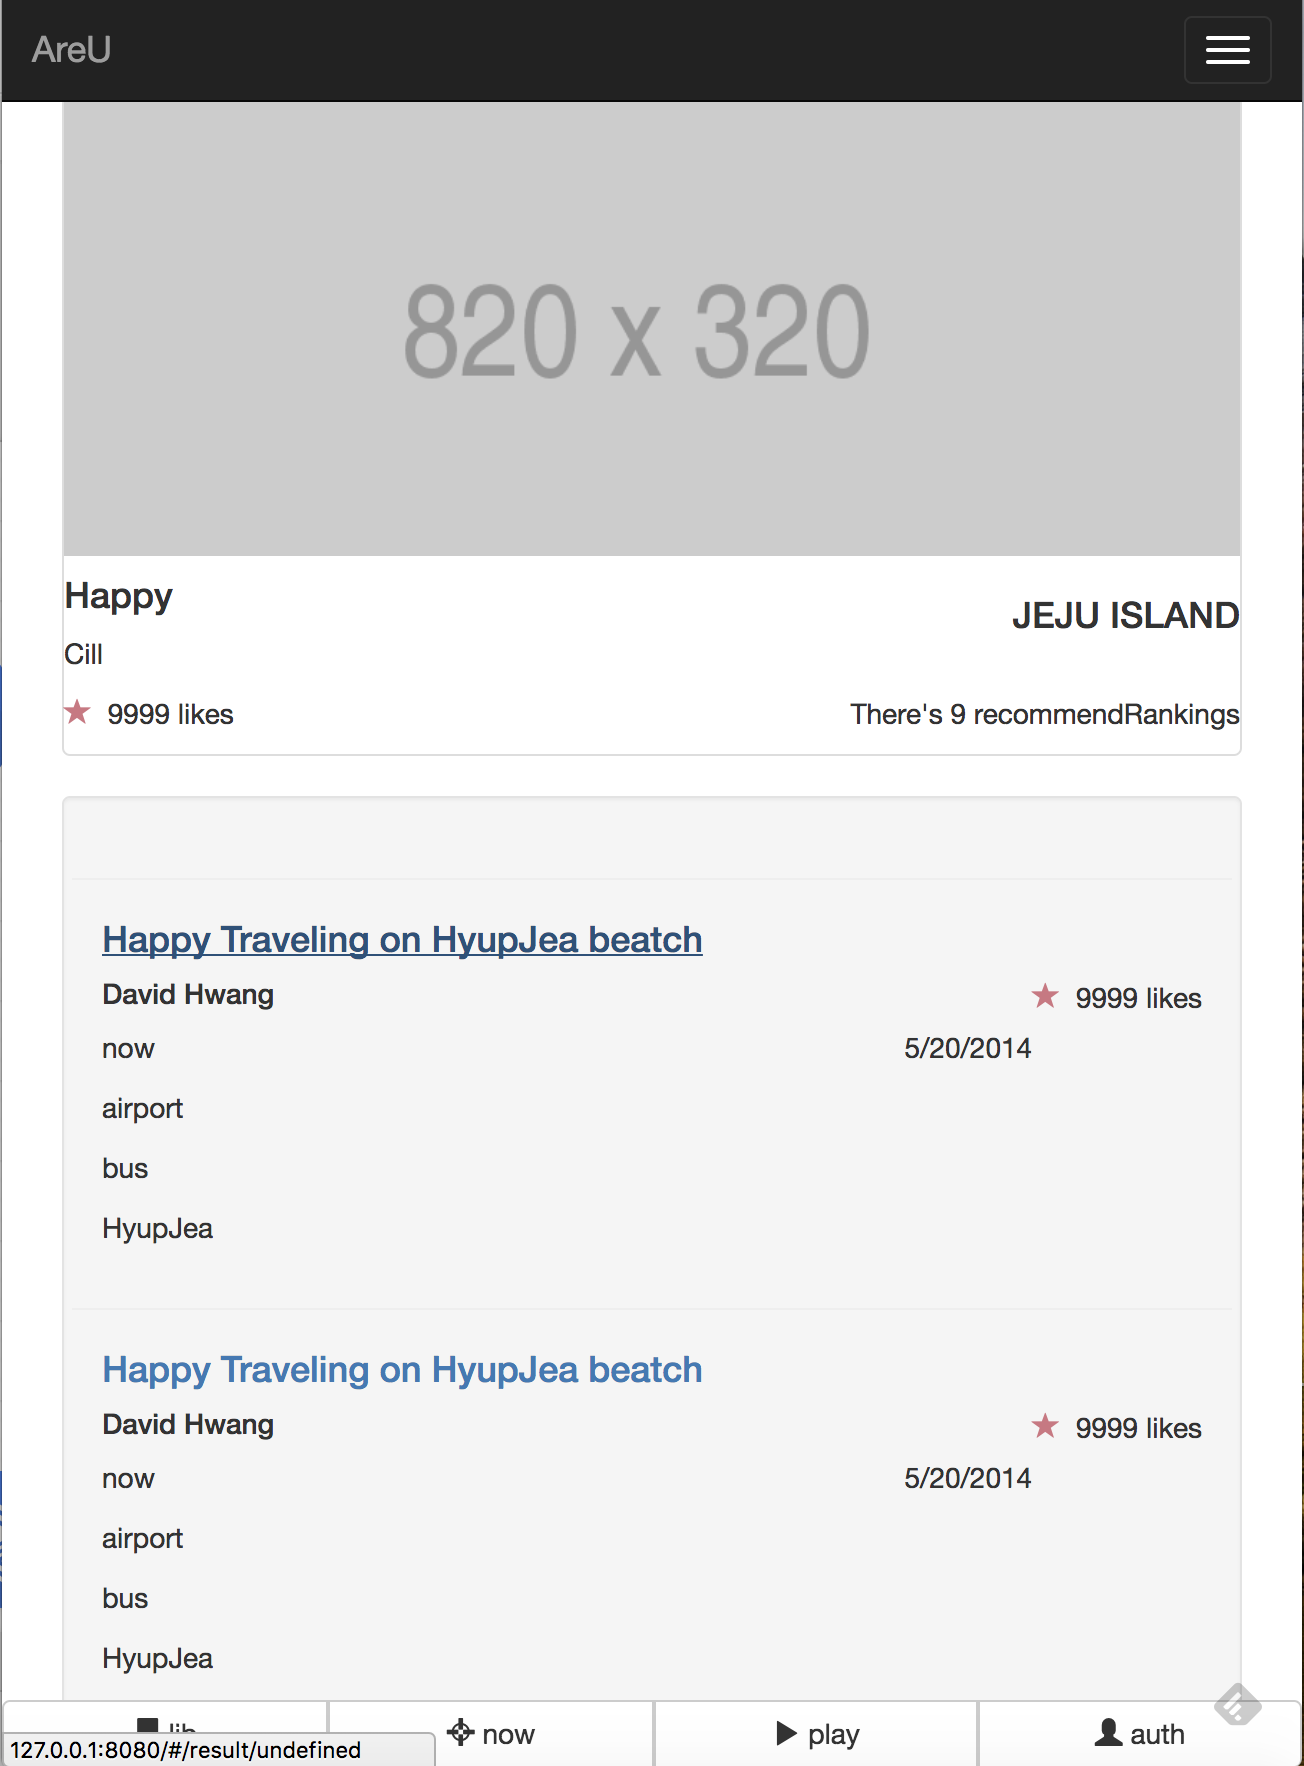 AreU
820 x 320
Happy
JEJU ISLAND
Cill
9999 likes
There's 9 recommendRankings
Happy Traveling on HyupJea beatch
David Hwang
9999 likes
now
5/20/2014
airport
bus
HyupJea
Happy Traveling on HyupJea beatch
David Hwang
9999 likes
now
5/20/2014
airport
bus
HyupJea
lib
now
play
auth
127.0.0.1:8080/#/result/undefined